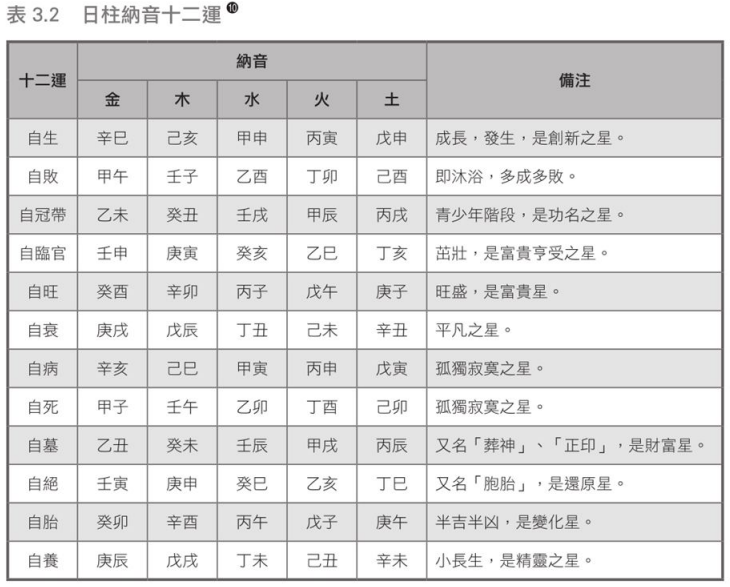 表 3.2 日柱納音十二運❿
十二運 納音 備注
金 木 水 火 土
自生 辛巳 己亥 甲申 丙寅 戊申 成長，發生，是創新之星。
自敗 甲午 壬子 乙酉 丁卯 己酉 即沐浴，多成多敗。
自冠帶 乙未 癸丑 壬戌 甲辰 丙戌 青少年階段，是功名之星。
自臨官 壬申 庚寅 癸亥 乙巳 丁亥 茁壯，是富貴亨受之星。
自旺 癸酉 辛卯 丙子 戊午 庚子 旺盛，是富貴星。
自衰 庚戌 戊辰 丁丑 己未 辛丑 平凡之星。
自病 辛亥 己巳 甲寅 丙申 戊寅 孤獨寂寞之星。
自死 甲子 壬午 乙卯 丁酉 己卯 孤獨寂寞之星。
自墓 乙丑 癸未 壬辰 甲戌 丙辰 又名「葬神」、「正印」，是財富星。
自絕 壬寅 庚申 癸巳 乙亥 丁巳 又名「胞胎」，是還原星。
自胎 癸卯 辛酉 丙午 戊子 庚午 半吉半凶，是變化星。
自養 庚辰 戊戌 丁未 己丑 辛未 小長生，是精靈之星。